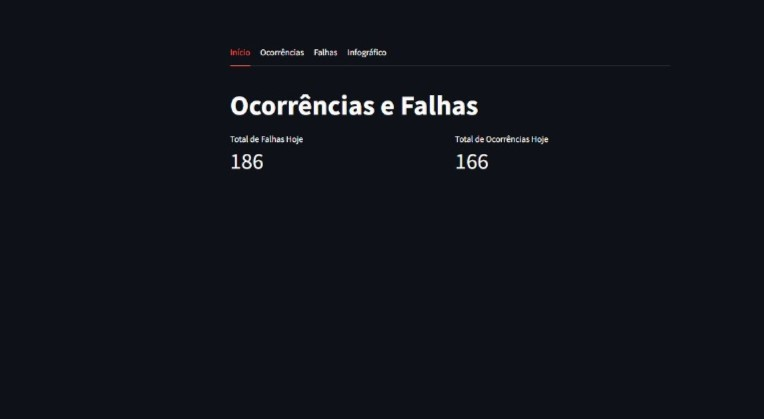 Início Ocorrências Falhas Infográfico
Ocorrências e Falhas
Total de Falhas Hoje Total de Ocorrências Hoje
186 166